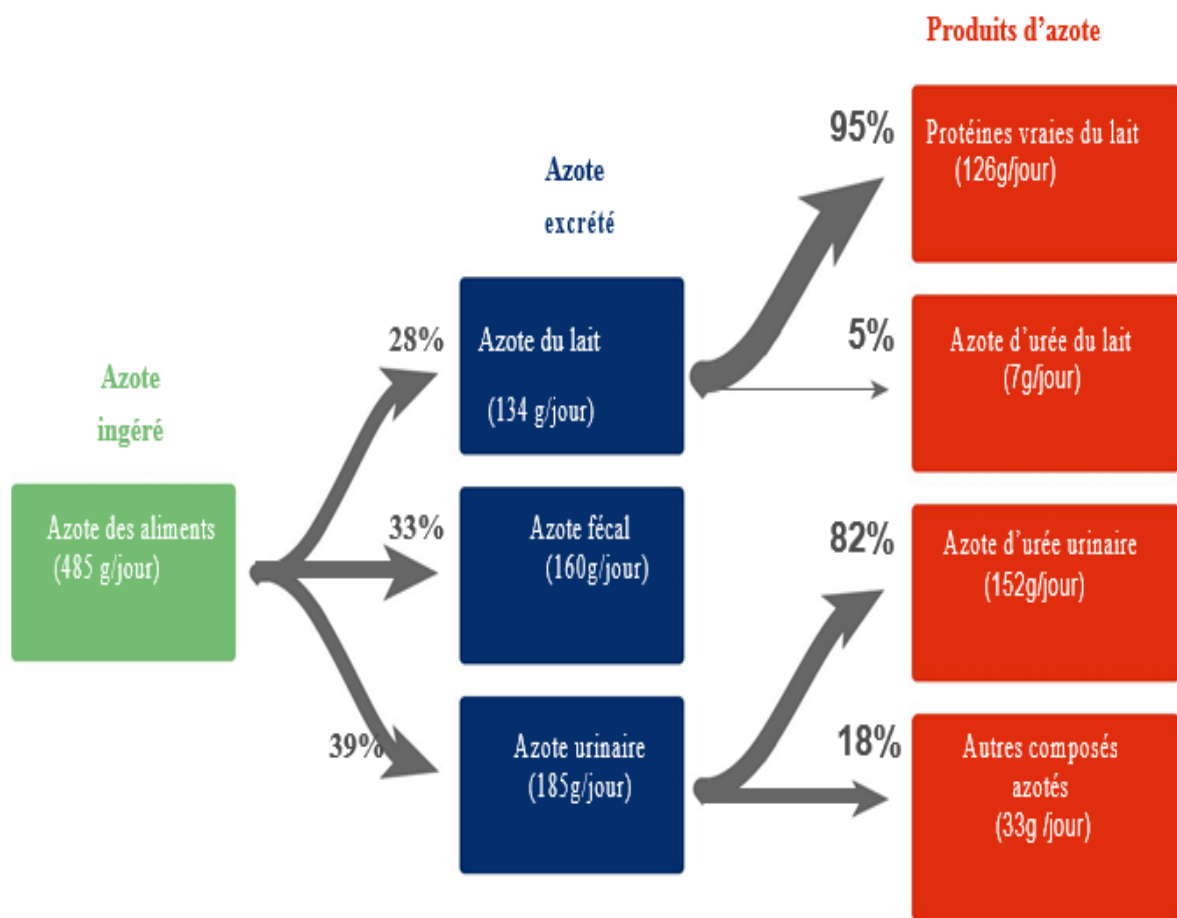 Produits d’azote
95%
Protéines vraies du lait
(126g/jour)
Azote
excrété
5%
Azote d’urée du lait
(7g/jour)
28%
Azote du lait
(134 g/jour)
Azote
ingéré
Azote des aliments
(485 g/jour)
33%
Azote fécal
(160g/jour)
82%
Azote d’urée urinaire
(152g/jour)
39%
Azote urinaire
(185g/jour)
18%
Autres composés
azotés
(33g /jour)